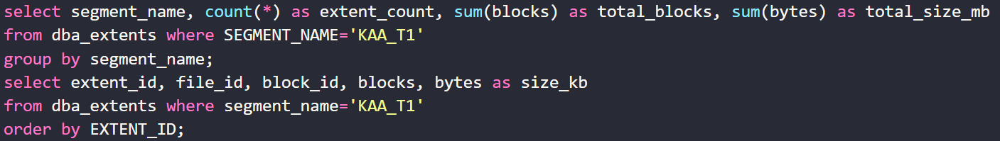 select segment_name, count(*) as extent_count, sum(blocks) as total_blocks, sum(bytes) as total_size_mb
from dba_extents where SEGMENT_NAME='KAA_T1'
group by segment_name;
select extent_id, file_id, block_id, blocks, bytes as size_kb
from dba_extents where segment_name='KAA_T1'
order by EXTENT_ID;